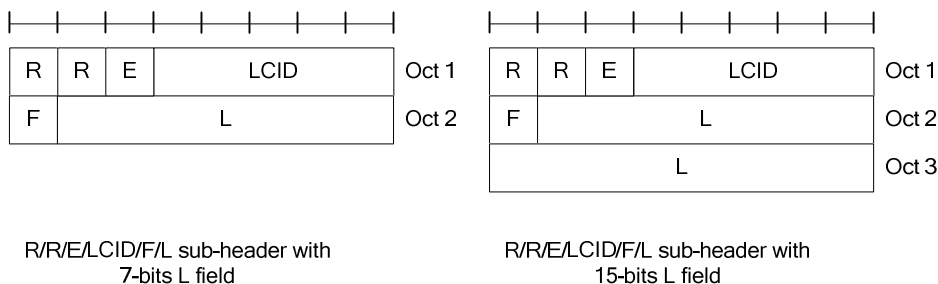 R R E LCID Oct 1
F L Oct 2
R/R/E/LCID/F/L sub-header with
7-bits L field
R R E LCID Oct 1
F L Oct 2
L Oct 3
R/R/E/LCID/F/L sub-header with
15-bits L field